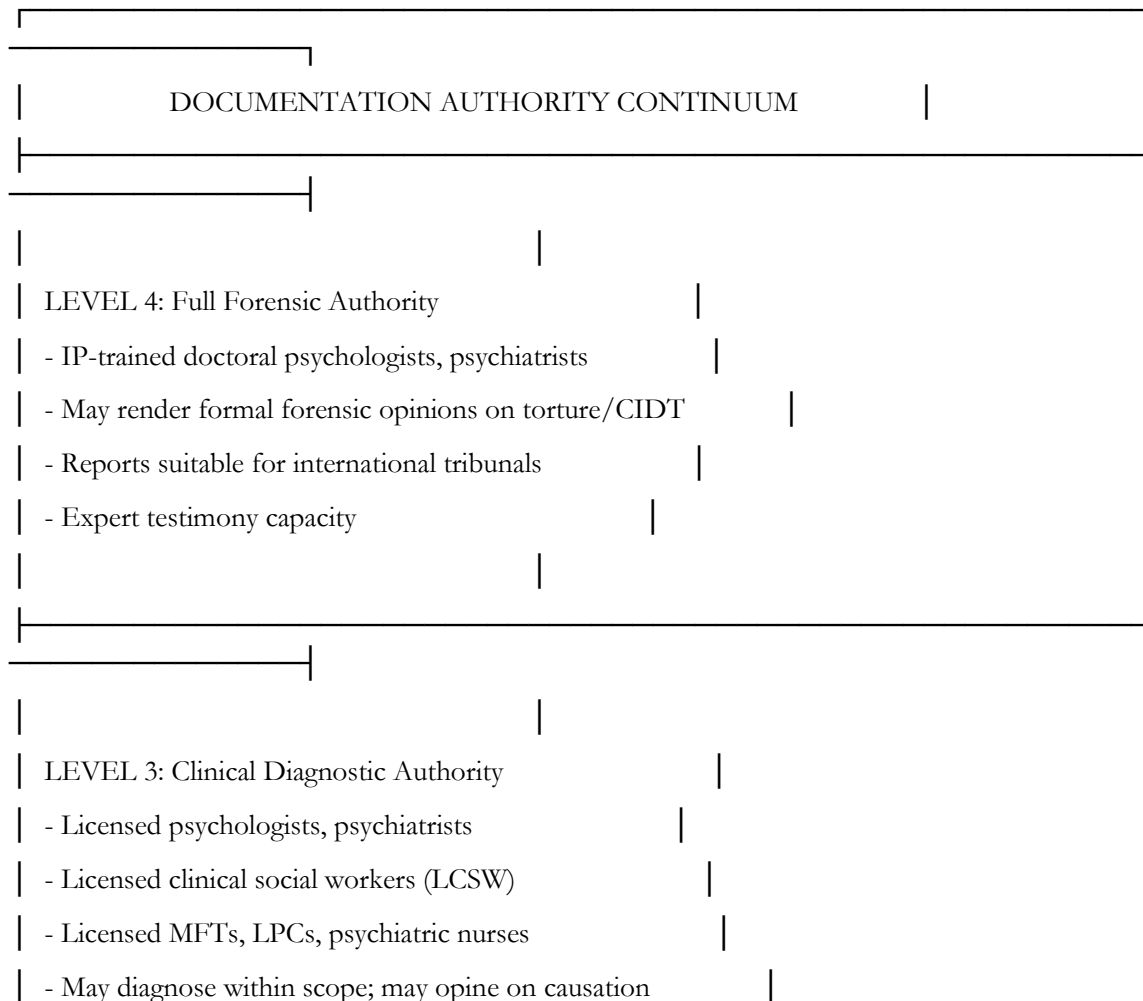 DOCUMENTATION AUTHORITY CONTINUUM
LEVEL 4: Full Forensic Authority
- IP-trained doctoral psychologists, psychiatrists
- May render formal forensic opinions on torture/CIDT
- Reports suitable for international tribunals
- Expert testimony capacity
LEVEL 3: Clinical Diagnostic Authority
- Licensed psychologists, psychiatrists
- Licensed clinical social workers (LCSW)
- Licensed MFTs, LPCs, psychiatric nurses
- May diagnose within scope; may opine on causation